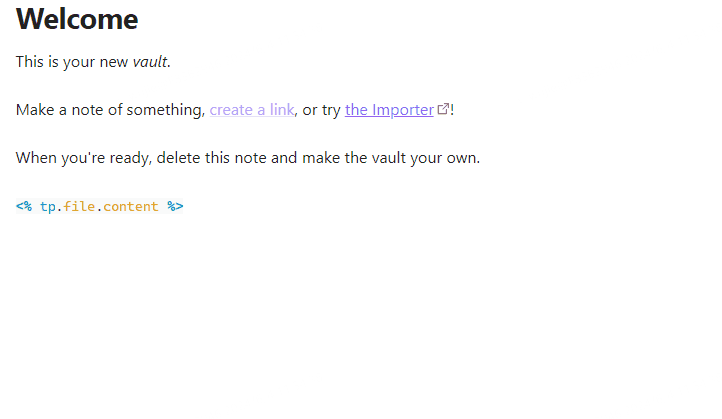 Welcome
This is your new vault.
Make a note of something, create a link, or try the Importer!
When you're ready, delete this note and make the vault your own.
<% tp.file.content %>